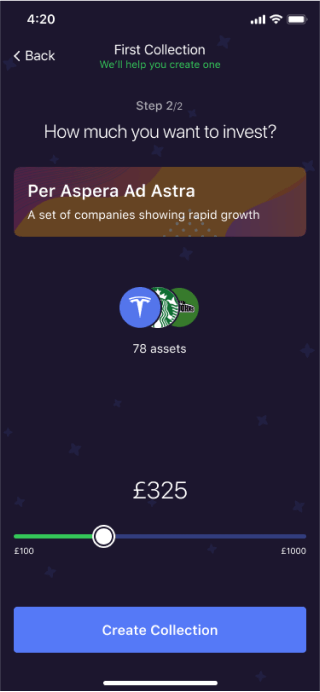 4:20
Back
First Collection
We'll help you create one
Step 2/2
How much you want to invest?
Per Aspera Ad Astra
A set of companies showing rapid growth
78 assets
£325
£100
£1000
Create Collection